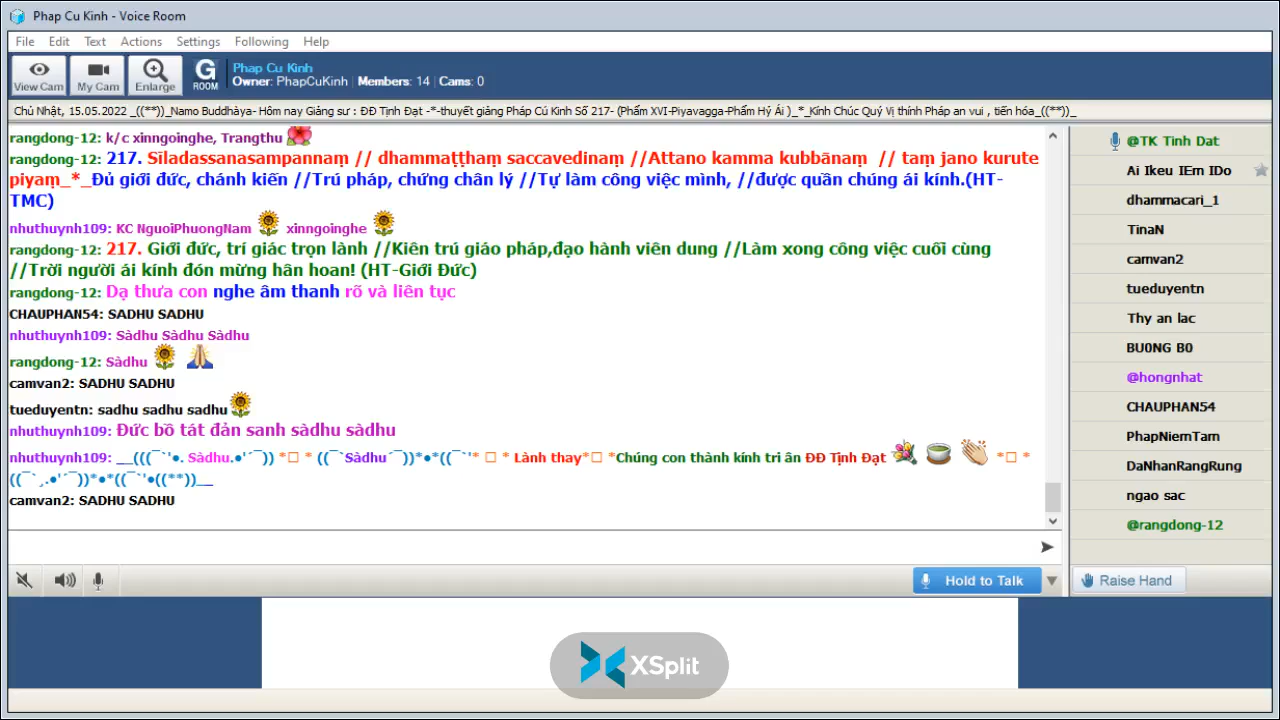 Phap Cu Kinh - Voice Room
File Edit Text Actions Settings Following Help
View Cam My Cam Enlarge G ROOM
Phap Cu Kinh
Owner: PhapCuKinh | Members: 14 | Cams: 0
Chủ Nhật, 15.05.2022 _((**))_Namo Buddhàya- Hôm nay Giảng sư : ĐĐ Tịnh Đạt -*-thuyết giảng Pháp Cú Kinh Số 217- (Phẩm XVI-Piyavagga-Phẩm Hỷ Ái )_*_Kính Chúc Quý Vị thính Pháp an vui , tiến hóa_((**))_
rangdong-12: k/c xinngoinghe, Trangthu
rangdong-12: 217. Sīladassanasampannaṃ // dhammaṭṭhaṃ saccavedinaṃ //Attano kamma kubbānaṃ // taṃ jano kurute
piyaṃ_*_Đủ giới đức, chánh kiến //Trú pháp, chứng chân lý //Tự làm công việc mình, //được quần chúng ái kính.(HT-
TMC)
nhuthuynh109: KC NguoiPhuongNam xinngoinghe
rangdong-12: 217. Giới đức, trí giác trọn lành //Kiên trú giáo pháp,đạo hành viên dung //Làm xong công việc cuối cùng
//Trời người ái kính đón mừng hân hoan! (HT-Giới Đức)
rangdong-12: Dạ thưa con nghe âm thanh rõ và liên tục
CHAUPHAN54: SADHU SADHU
nhuthuynh109: Sàdhu Sàdhu Sàdhu
rangdong-12: Sàdhu
camvan2: SADHU SADHU
tueduyentn: sadhu sadhu sadhu
nhuthuynh109: Đức bồ tát đản sanh sàdhu sàdhu
nhuthuynh109: __(((¯`'•. Sàdhu.•'´¯)) *□ * ((¯`Sàdhu´¯))*•*((¯`'* □ * Lành thay*□ *Chúng con thành kính tri ân ĐĐ Tịnh Đạt *□ *
((¯`¸.•'´¯))*•*((¯`'•((**))__
camvan2: SADHU SADHU
@TK Tinh Dat
Ai Ikeu IEm IDo
dhammacari_1
TinaN
camvan2
tueduyentn
Thy an lac
BU0NG B0
@hongnhat
CHAUPHAN54
PhapNiemTam
DaNhanRangRung
ngao sac
@rangdong-12
Hold to Talk
Raise Hand
XSplit